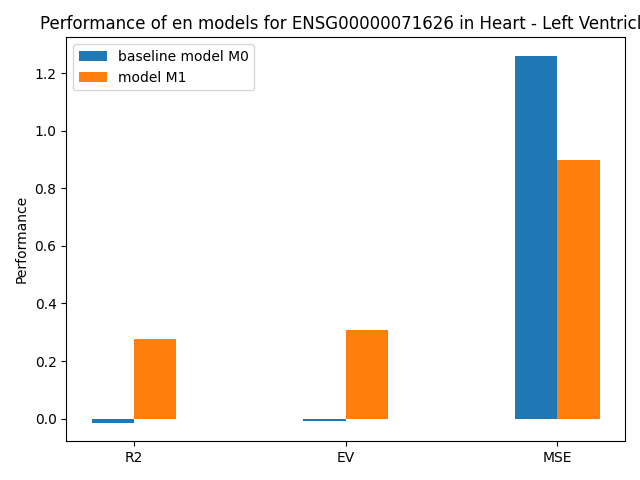 Performance of en models for ENSG00000071626 in Heart - Left Ventricl
baseline model M0
model M1
1.2
1.0
0.8
0.6
0.4
0.2
0.0
Performance
R2 EV MSE